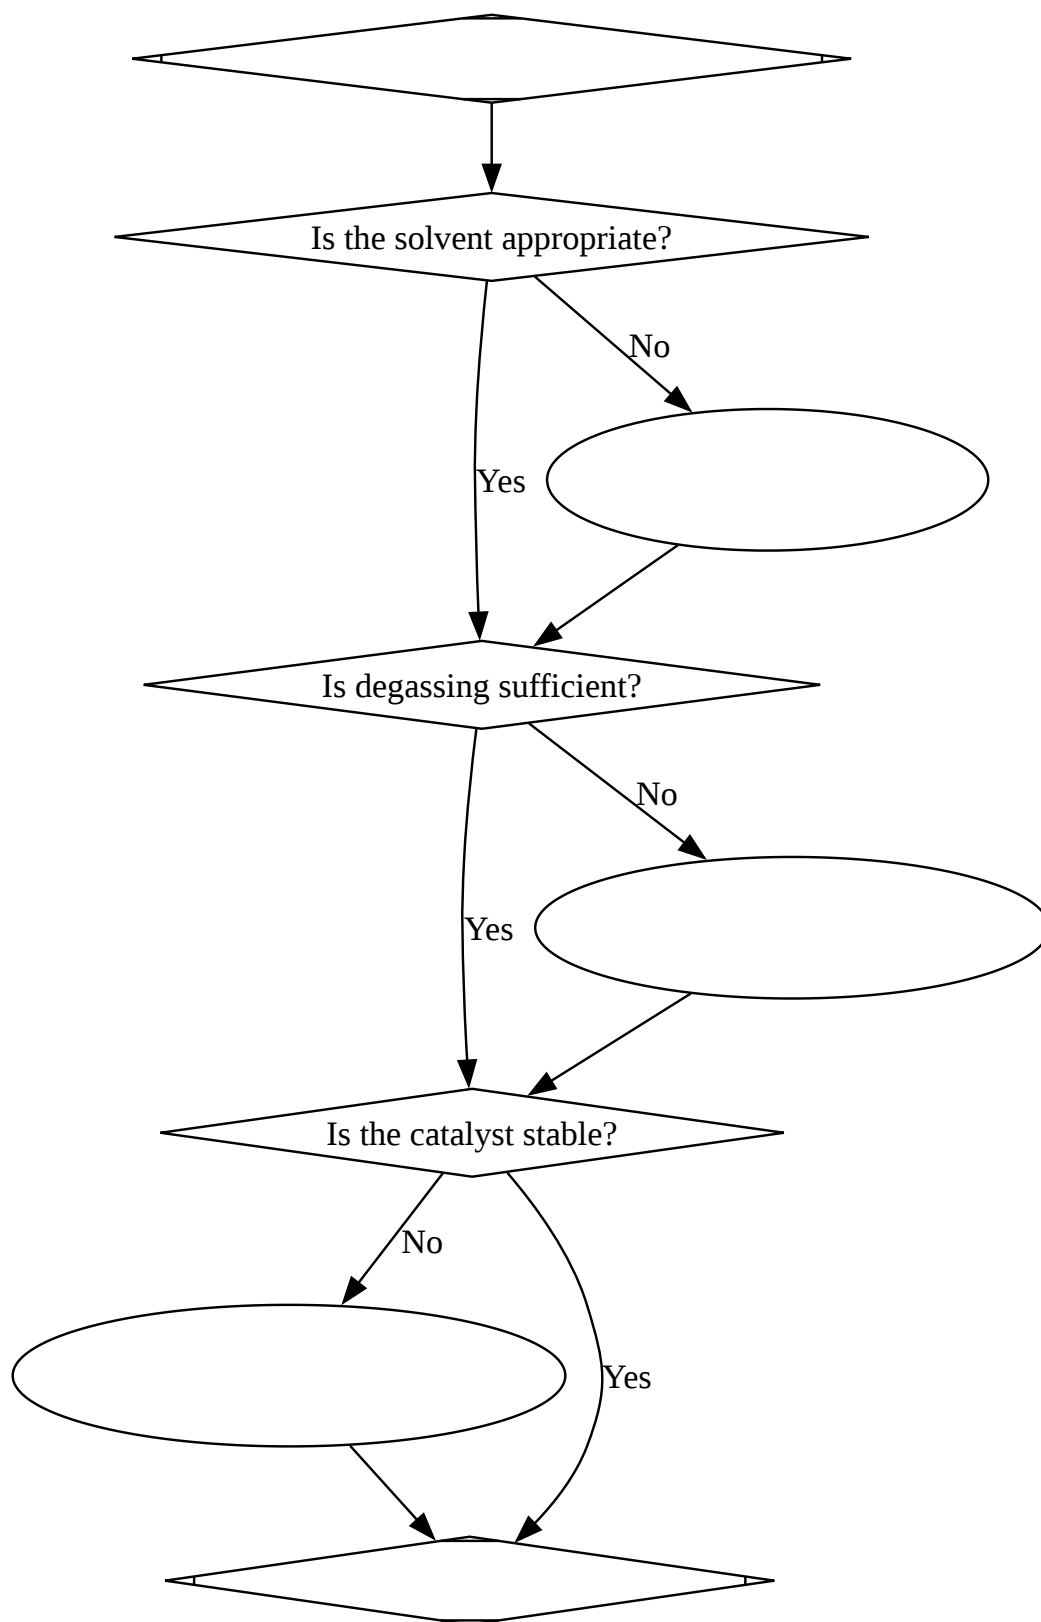 Is the solvent appropriate?
No
Yes
Is degassing sufficient?
No
Yes
Is the catalyst stable?
No
Yes